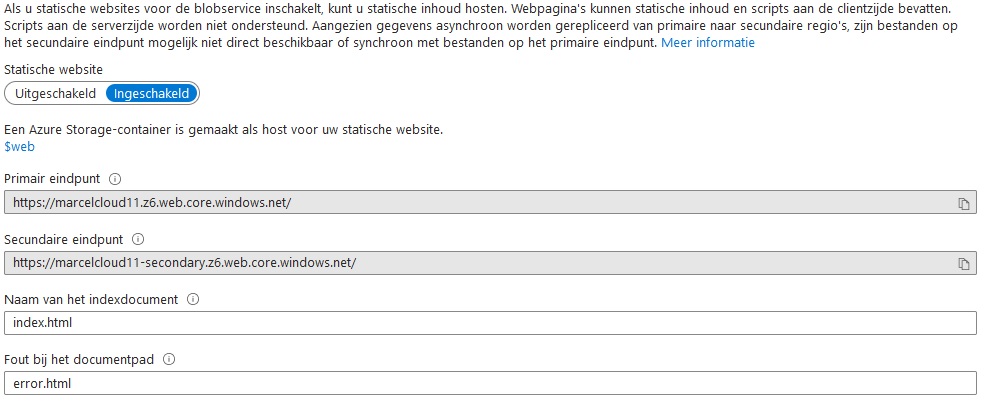 Als u statische websites voor de blobservice inschakelt, kunt u statische inhoud hosten. Webpagina's kunnen statische inhoud en scripts aan de clientzijde bevatten.
Scripts aan de serverzijde worden niet ondersteund. Aangezien gegevens asynchroon worden gerepliceerd van primaire naar secundaire regio's, zijn bestanden op
het secundaire eindpunt mogelijk niet direct beschikbaar of synchroon met bestanden op het primaire eindpunt. Meer informatie
Statische website
Uitgeschakeld Ingeschakeld
Een Azure Storage-container is gemaakt als host voor uw statische website.
$web
Primair eindpunt
https://marcelcloud11.z6.web.core.windows.net/
Secundaire eindpunt
https://marcelcloud11-secondary.z6.web.core.windows.net/
Naam van het indexdocument
index.html
Fout bij het documentpad
error.html